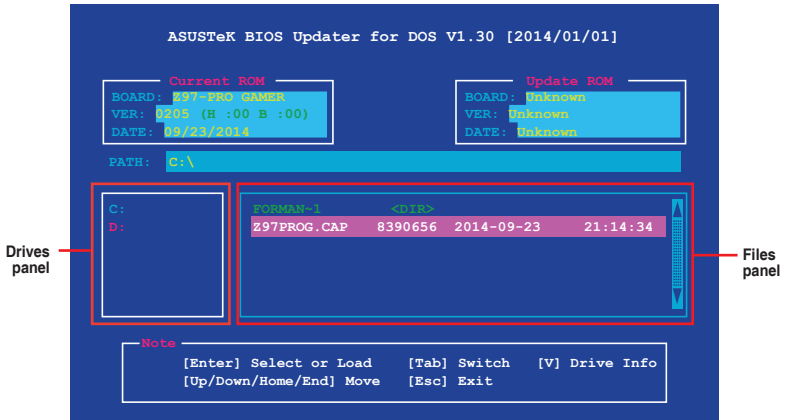 ASUSTeK BIOS Updater for DOS V1.30 [2014/01/01]
Current ROM
BOARD: Z97-PRO GAMER
VER: 0205 (H :00 B :00)
DATE: 09/23/2014
Update ROM
BOARD: Unknown
VER: Unknown
DATE: Unknown
PATH: C:\
C:
D:
FORMAN~1 <DIR>
Z97PROG.CAP 8390656 2014-09-23 21:14:34
Drives
panel
Files
panel
Note
[Enter] Select or Load [Tab] Switch [V] Drive Info
[Up/Down/Home/End] Move [Esc] Exit